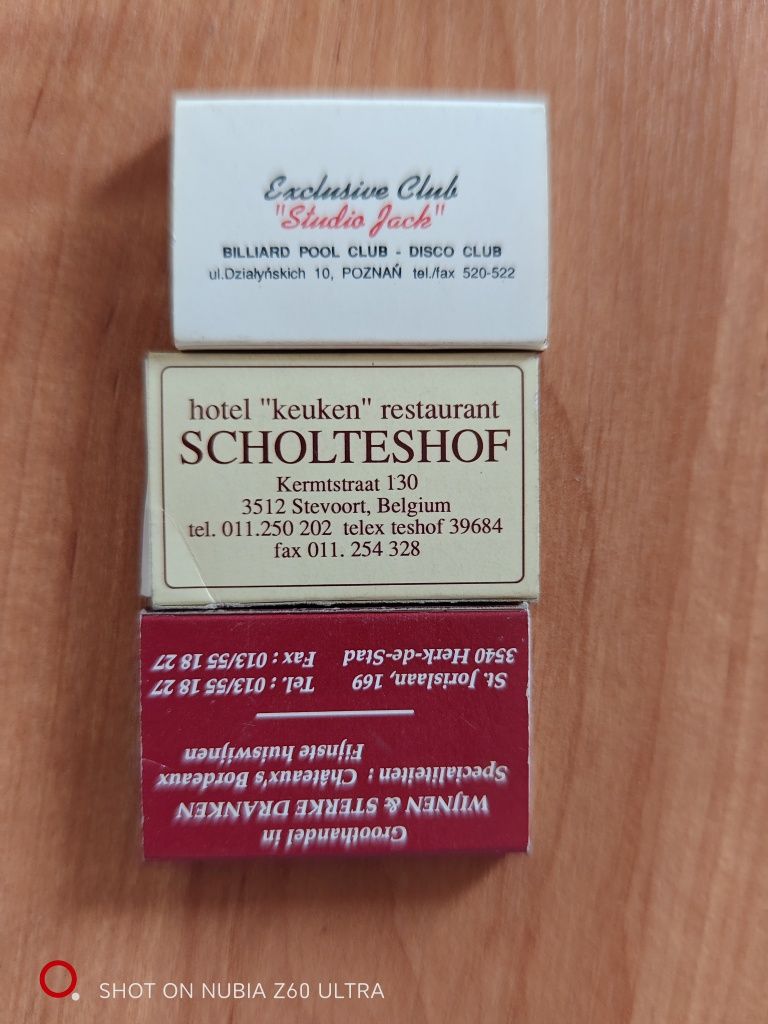 Exclusive Club
"Studio Jack"
BILLIARD POOL CLUB - DISCO CLUB
ul.Działyńskich 10, POZNAŃ tel./fax 520-522
hotel "keuken" restaurant
SCHOLTESHOF
Kermtstraat 130
3512 Stevoort, Belgium
tel. 011.250 202 telex teshof 39684
fax 011. 254 328
Groothandel in
WIJNEN & STERKE DRANKEN
Specialiteiten : Châteaux's Bordeaux
Fijnste huiswijnen
St. Jorislaan, 169 Tel. : 013/55 18 27
3540 Herk-de-Stad Fax : 013/55 18 27
SHOT ON NUBIA Z60 ULTRA